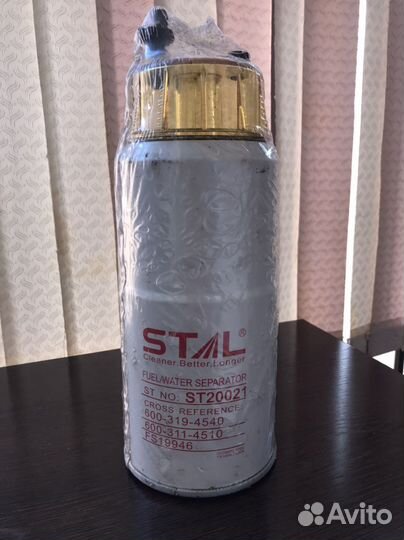 STAL®
Cleaner.Better.Longer
FUEL/WATER SEPARATOR
ST NO: ST20021
CROSS REFERENCE:
600-319-4540
600-311-4510
FS19946
Avito